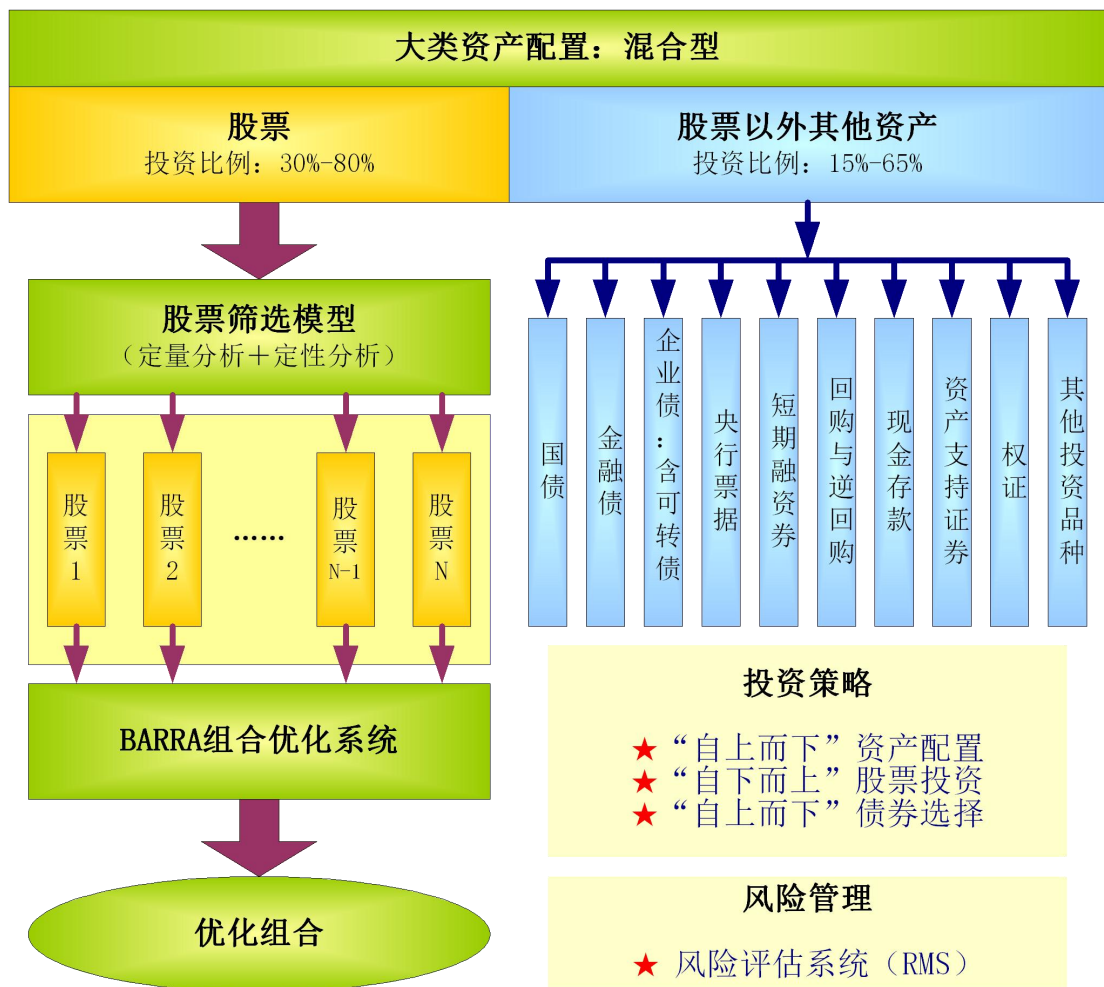 大类资产配置：混合型
股票
投资比例：30%-80%
股票以外其他资产
投资比例：15%-65%
股票筛选模型
（定量分析＋定性分析）
股票1
股票2
……
股票N-1
股票N
BARRA组合优化系统
优化组合
国债
金融债
企业债：含可转债
央行票据
短期融资券
回购与逆回购
现金存款
资产支持证券
权证
其他投资品种
投资策略
★“自上而下”资产配置
★“自下而上”股票投资
★“自上而下”债券选择
风险管理
★ 风险评估系统（RMS）